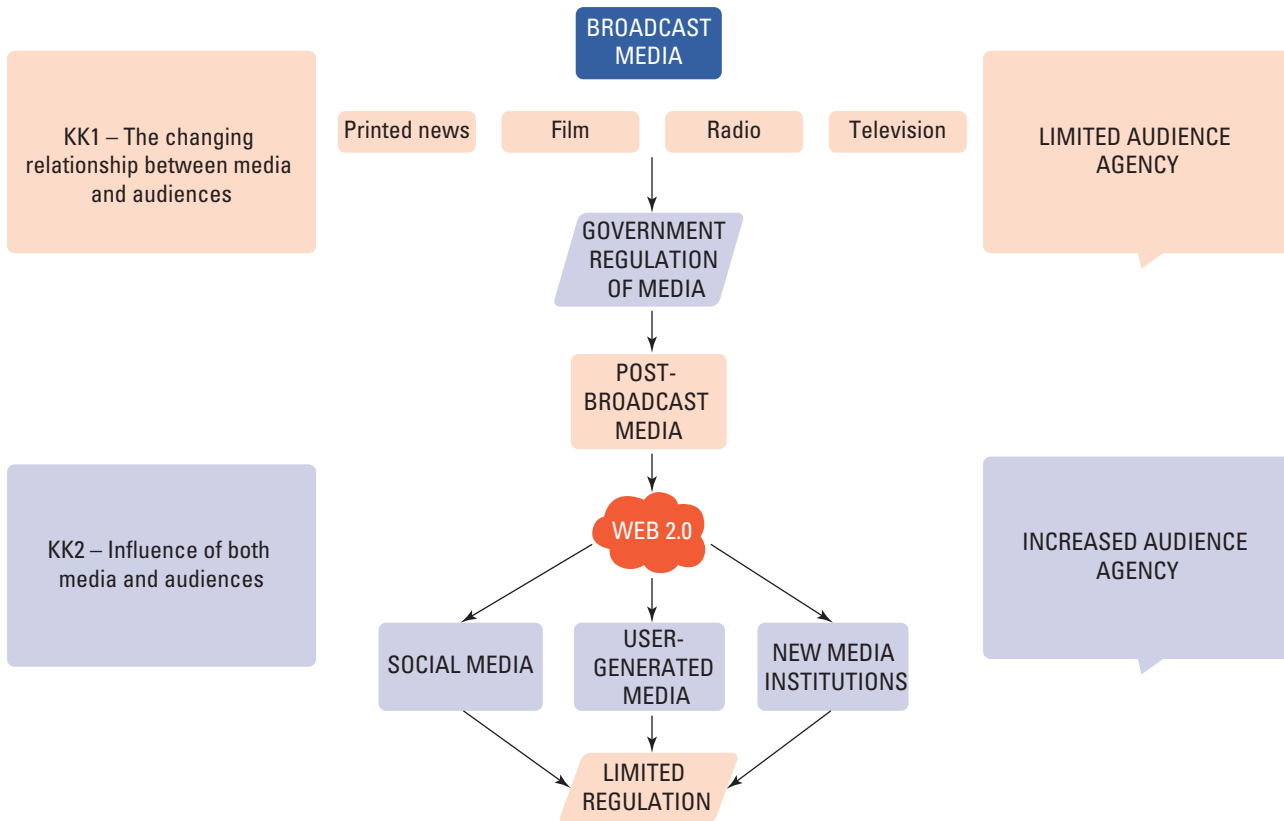 BROADCAST
MEDIA
KK1 – The changing
relationship between media
and audiences
Printed news
Film
Radio
Television
LIMITED AUDIENCE
AGENCY
GOVERNMENT
REGULATION
OF MEDIA
POST-
BROADCAST
MEDIA
KK2 – Influence of both
media and audiences
WEB 2.0
INCREASED AUDIENCE
AGENCY
SOCIAL MEDIA
USER-
GENERATED
MEDIA
NEW MEDIA
INSTITUTIONS
LIMITED
REGULATION